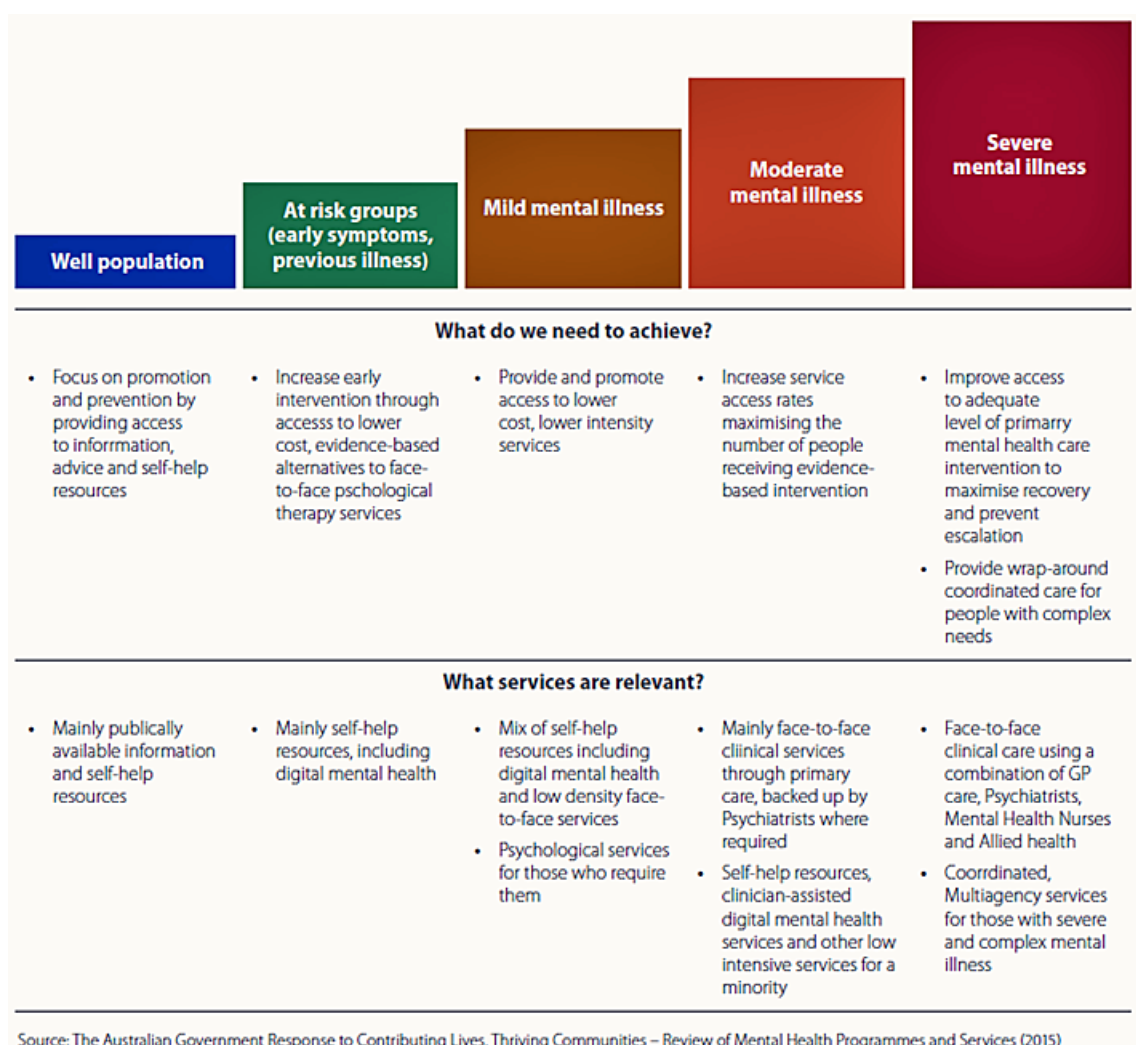 Well population
At risk groups
(early symptoms,
previous illness)
Mild mental illness
Moderate
mental illness
Severe
mental illness
What do we need to achieve?
• Focus on promotion
and prevention by
providing access
to inforrmation,
advice and self-help
resources
• Increase early
intervention through
accesss to lower
cost, evidence-based
alternatives to face-
to-face pschological
therapy services
• Provide and promote
access to lower
cost, lower intensity
services
• Increase service
access rates
maximising the
number of people
receiving evidence-
based intervention
• Improve access
to adequate
level of primarry
mental health care
intervention to
maximise recovery
and prevent
escalation
• Provide wrap-around
coordinated care for
people with complex
needs
What services are relevant?
• Mainly publically
available information
and self-help
resources
• Mainly self-help
resources, including
digital mental health
• Mix of self-help
resources including
digital mental health
and low density face-
to-face services
• Psychological services
for those who require
them
• Mainly face-to-face
cliinical services
through primary
care, backed up by
Psychiatrists where
required
• Self-help resources,
clinician-assisted
digital mental health
services and other low
intensive services for a
minority
• Face-to-face
clinical care using a
combination of GP
care, Psychiatrists,
Mental Health Nurses
and Allied health
• Coorrdinated,
Multiagency services
for those with severe
and complex mental
illness
Source: The Australian Government Response to Contributing Lives, Thriving Communities – Review of Mental Health Programmes and Services (2015)